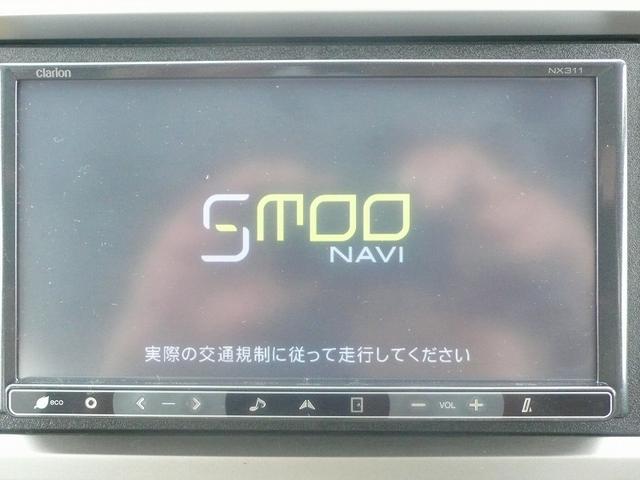 clarion NX311
smoo
NAVI
実際の交通規制に従って走行してください
eco VOL